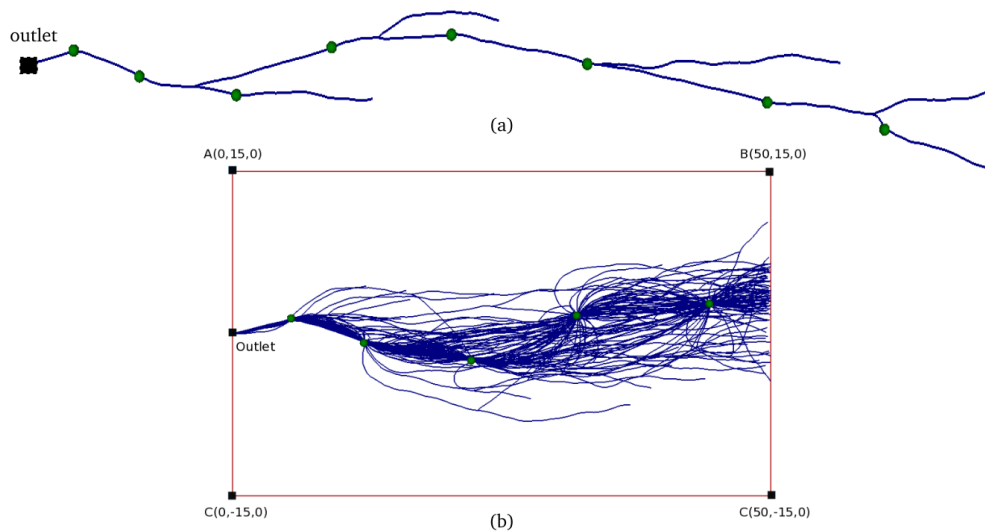 outlet
(a)
A(0,15,0)
B(50,15,0)
Outlet
C(0,-15,0)
C(50,-15,0)
(b)